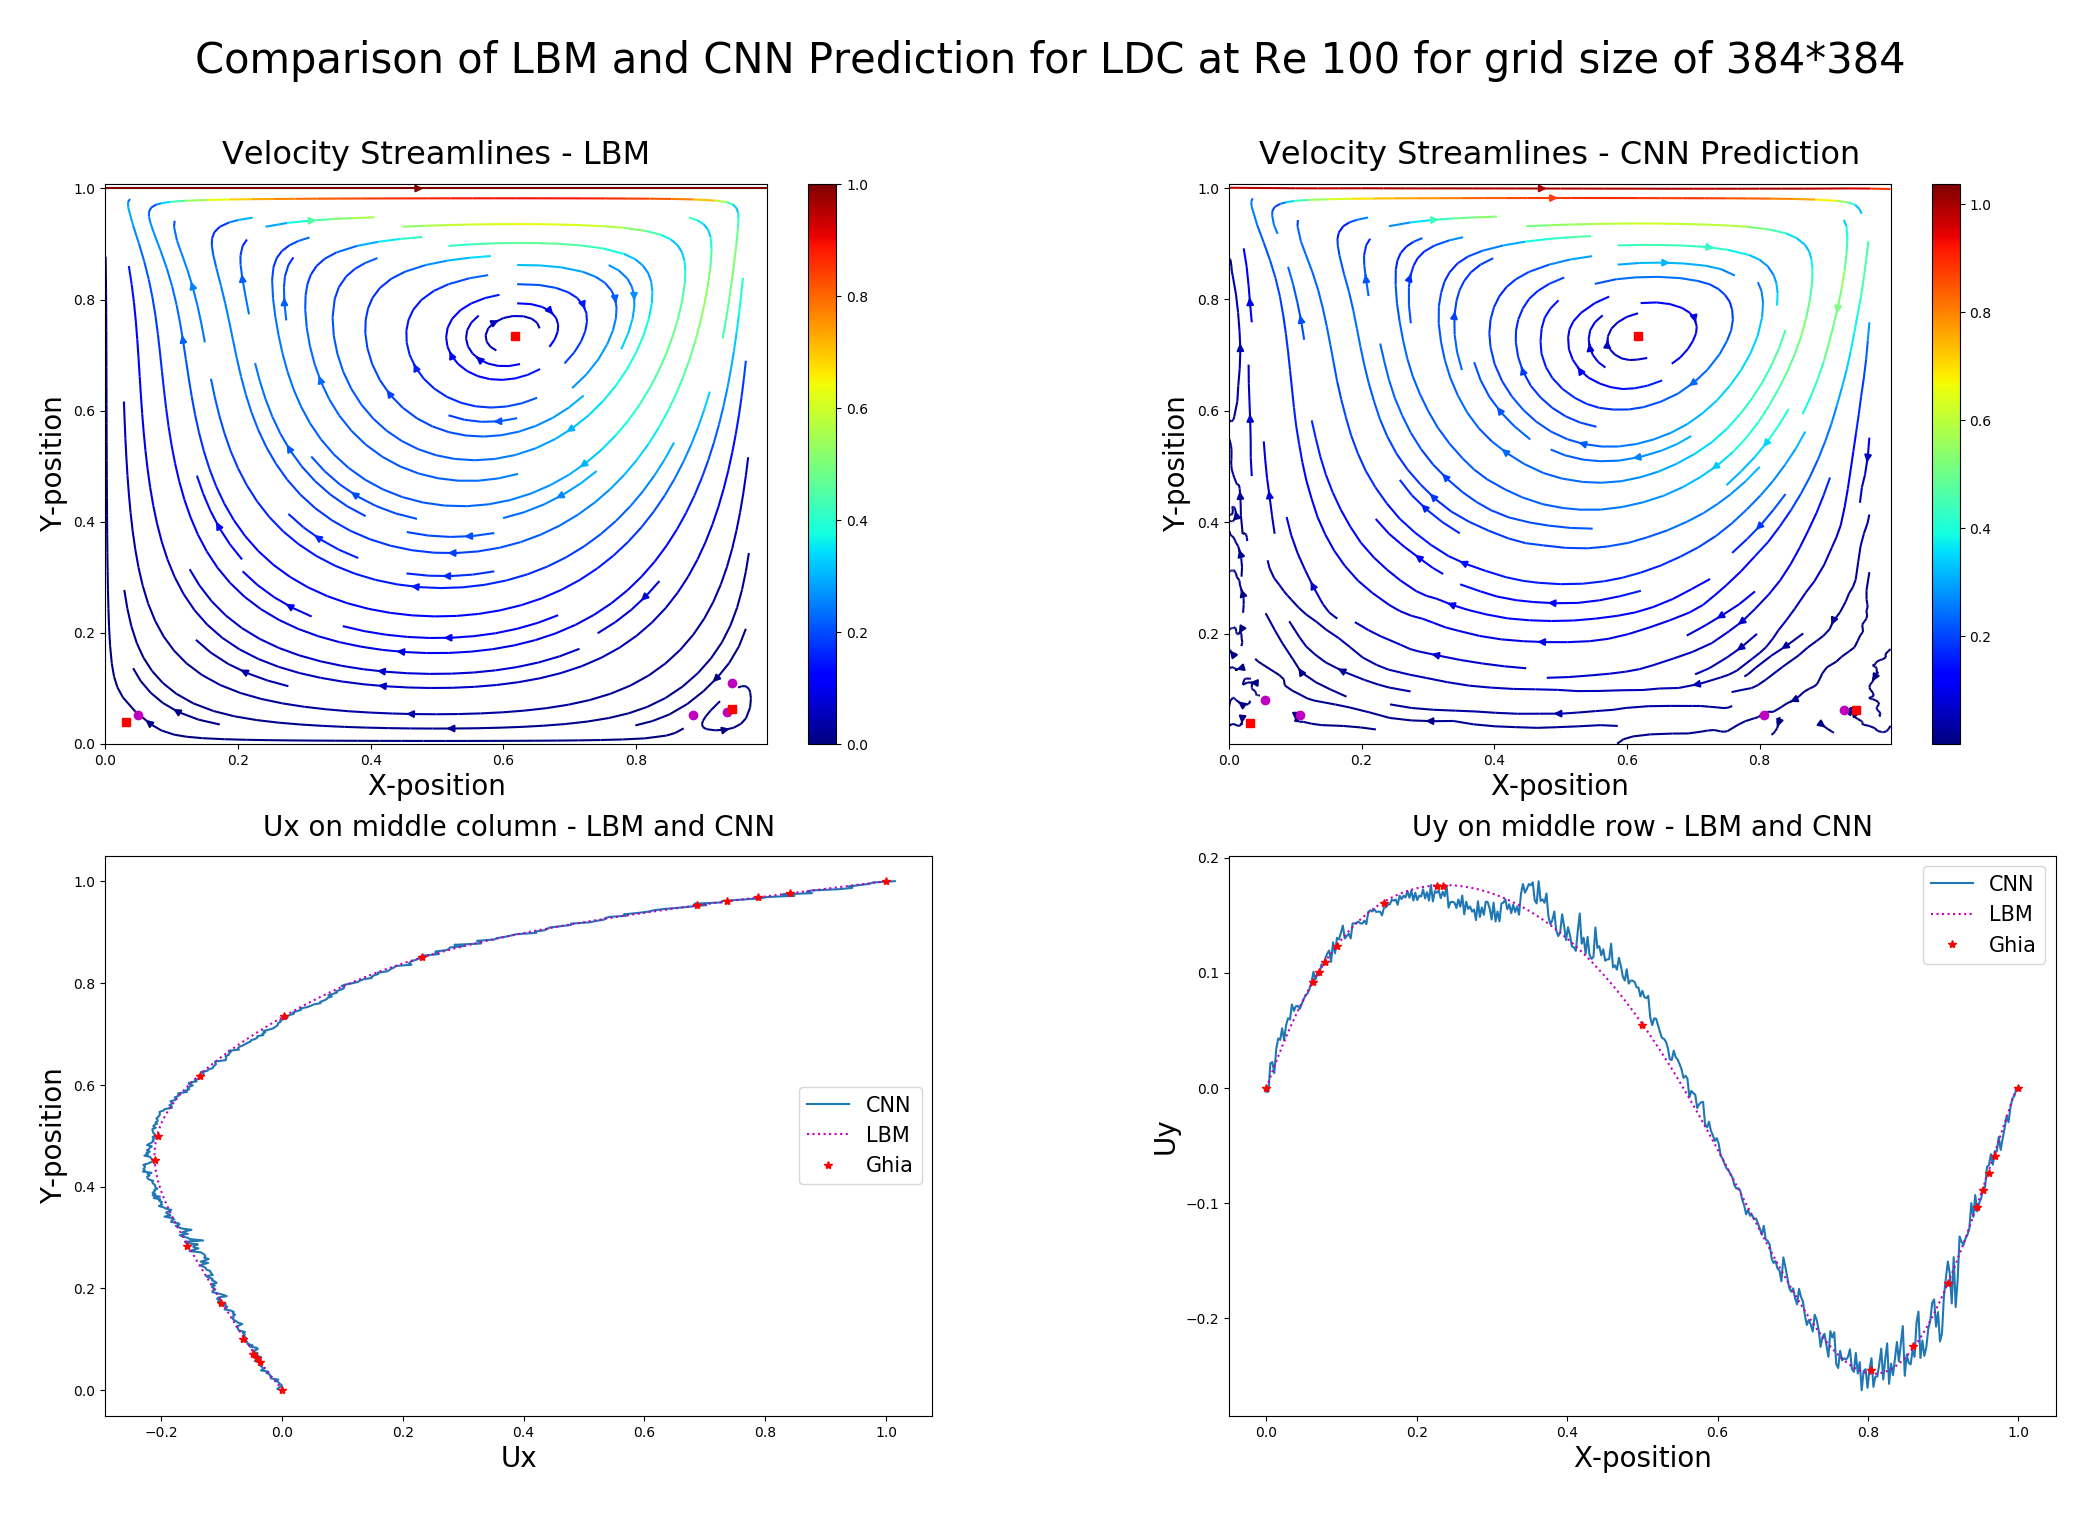 Comparison of LBM and CNN Prediction for LDC at Re 100 for grid size of 384*384
Velocity Streamlines - LBM
1.0
0.8
0.6
0.4
0.2
0.0
Y-position
0.0 0.2 0.4 0.6 0.8
X-position
1.0
0.8
0.6
0.4
0.2
0.0
Velocity Streamlines - CNN Prediction
1.0
0.8
0.6
0.4
0.2
Y-position
0.0 0.2 0.4 0.6 0.8
X-position
1.0
0.8
0.6
0.4
0.2
Ux on middle column - LBM and CNN
1.0
0.8
0.6
0.4
0.2
0.0
Y-position
CNN
LBM
Ghia
−0.2 0.0 0.2 0.4 0.6 0.8 1.0
Ux
Uy on middle row - LBM and CNN
0.2
0.1
0.0
−0.1
−0.2
Uy
CNN
LBM
Ghia
0.0 0.2 0.4 0.6 0.8 1.0
X-position